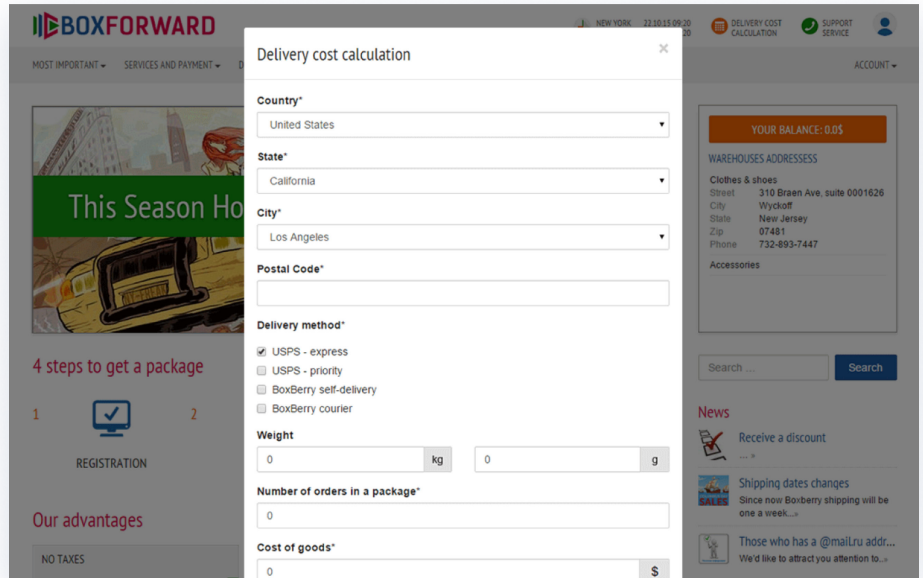 BOXFORWARD
NEW YORK 22.10.15 09:20
20
DELIVERY COST
CALCULATION
SUPPORT
SERVICE
MOST IMPORTANT
SERVICES AND PAYMENT
D
ACCOUNT
Delivery cost calculation
×
Country*
United States
State*
California
City*
Los Angeles
Postal Code*
Delivery method*
USPS - express
USPS - priority
BoxBerry self-delivery
BoxBerry courier
Weight
0 kg 0 g
Number of orders in a package*
0
Cost of goods*
0 $
This Season Ho
4 steps to get a package
1
2
REGISTRATION
Our advantages
NO TAXES
YOUR BALANCE: 0.0$
WAREHOUSES ADDRESSESS
Clothes & shoes
Street 310 Braen Ave, suite 0001626
City Wyckoff
State New Jersey
Zip 07481
Phone 732-893-7447
Accessories
Search ...
Search
News
Receive a discount
... »
SALES
Shipping dates changes
Since now Boxberry shipping will be
one a week...»
Those who has a @mail.ru addr...
We'd like to attract you attention to..»